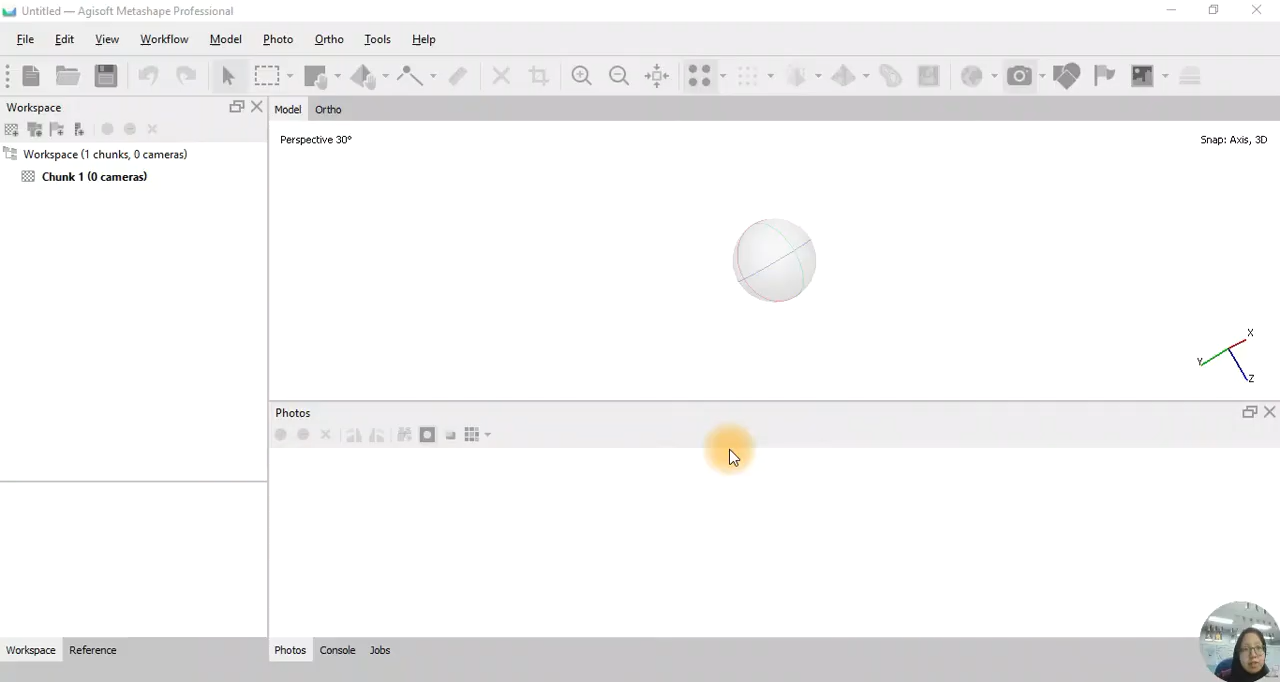 Untitled — Agisoft Metashape Professional
File Edit View Workflow Model Photo Ortho Tools Help
Workspace
Model Ortho
Perspective 30°
Snap: Axis, 3D
Workspace (1 chunks, 0 cameras)
Chunk 1 (0 cameras)
X
Y
Z
Photos
Workspace Reference
Photos Console Jobs